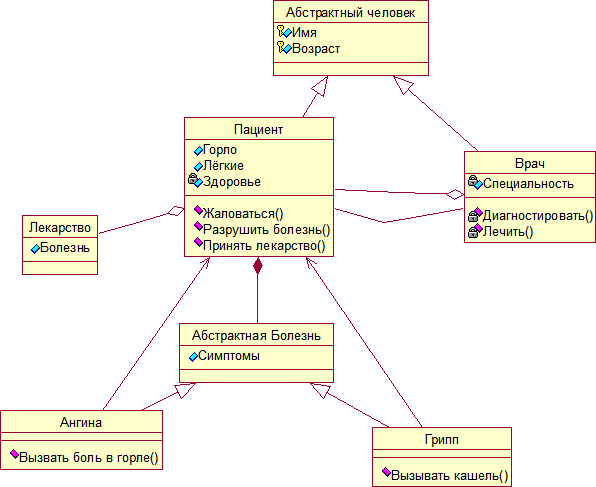 Абстрактный человек
Имя
Возраст
Пациент
Горло
Лёгкие
Здоровье
Жаловаться()
Разрушить болезнь()
Принять лекарство()
Врач
Специальность
Диагностировать()
Лечить()
Лекарство
Болезнь
Абстрактная Болезнь
Симптомы
Ангина
Вызвать боль в горле()
Грипп
Вызывать кашель()